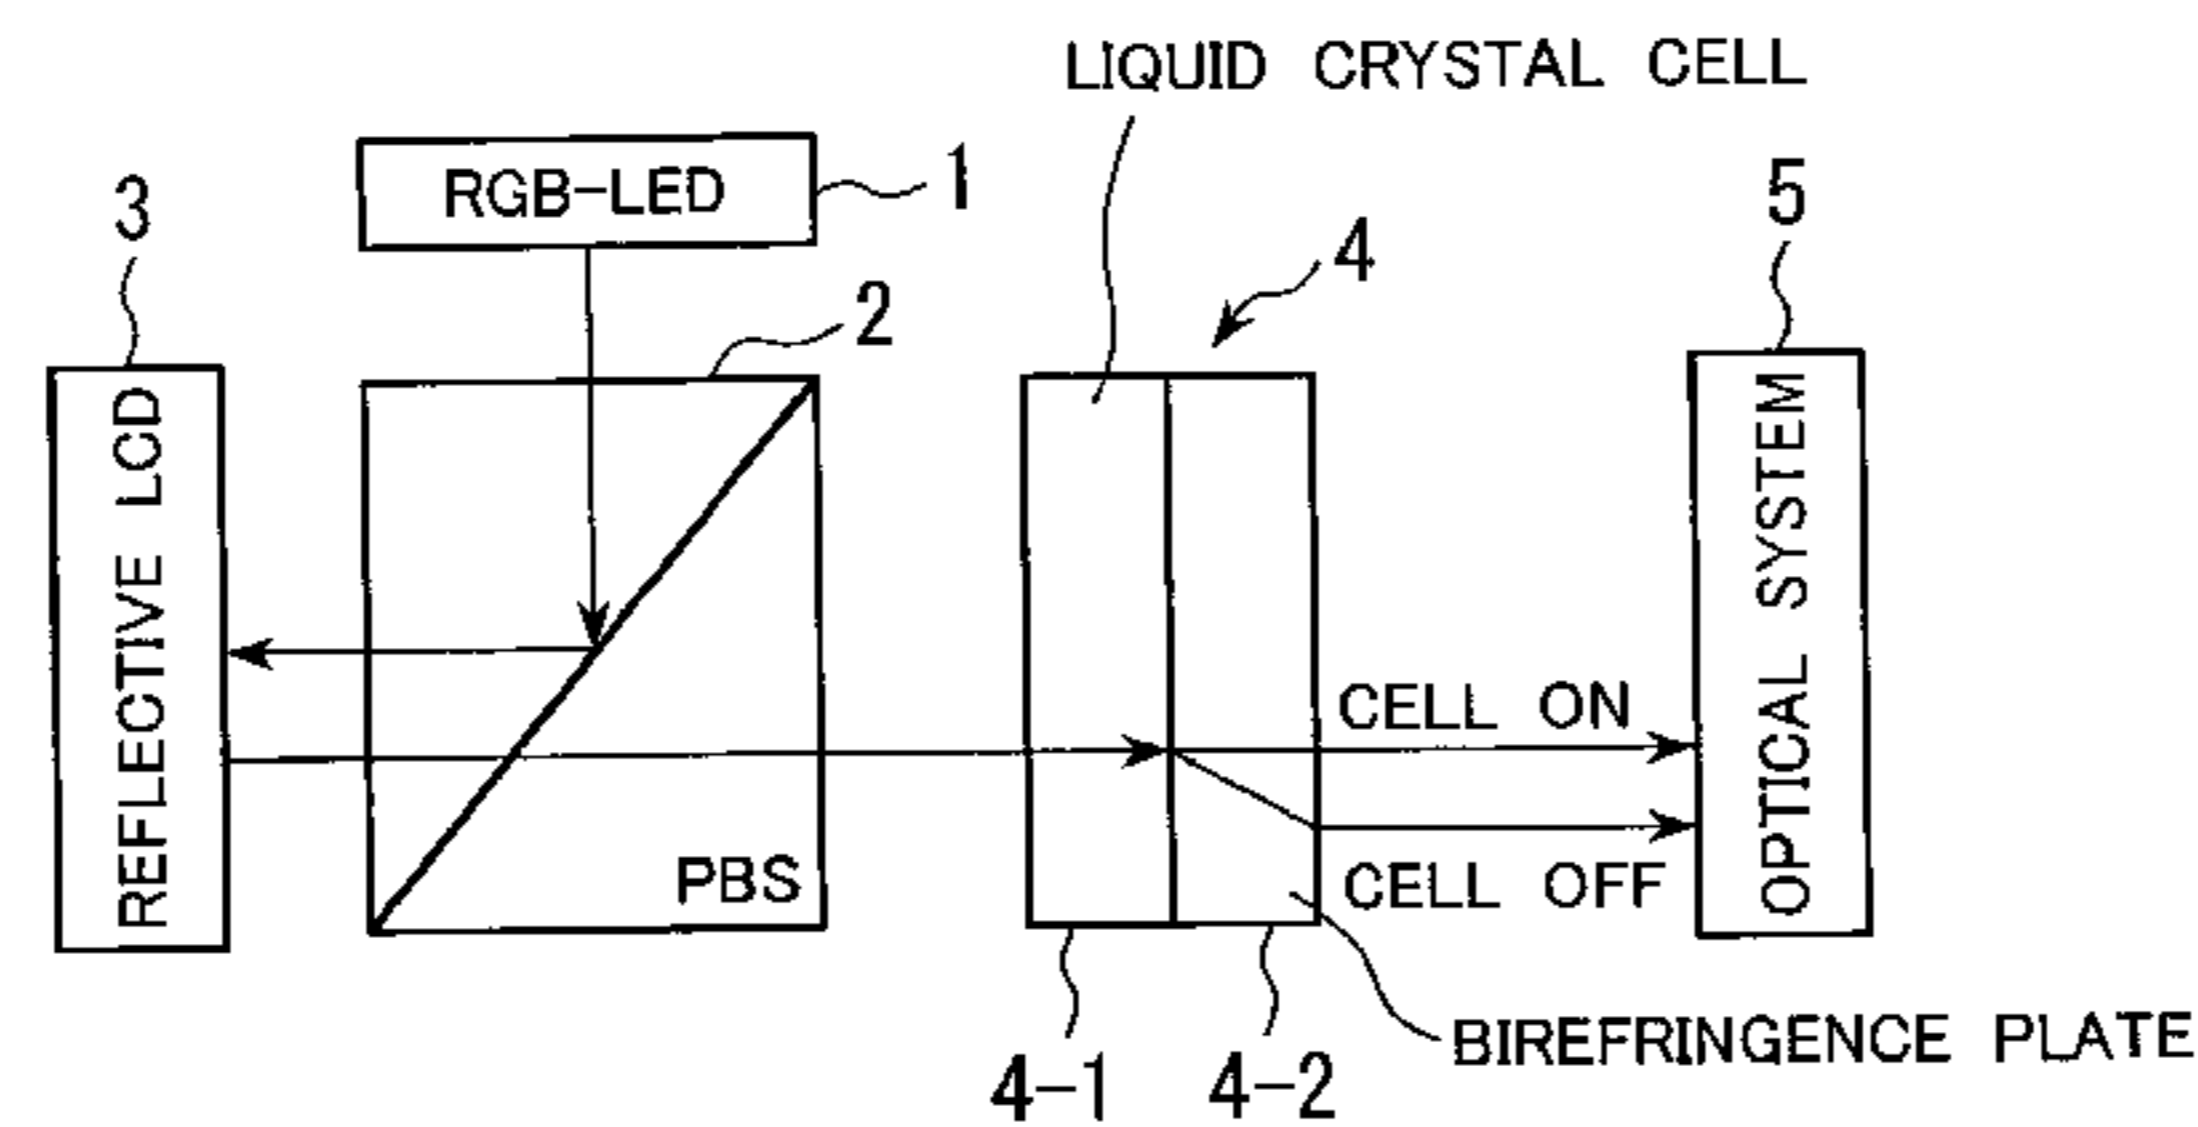 LIQUID CRYSTAL CELL
RGB-LED
1
3
5
4
2
REFLECTIVE LCD
OPTICAL SYSTEM
CELL ON
PBS
CELL OFF
BIREFRINGENCE PLATE
4-1
4-2